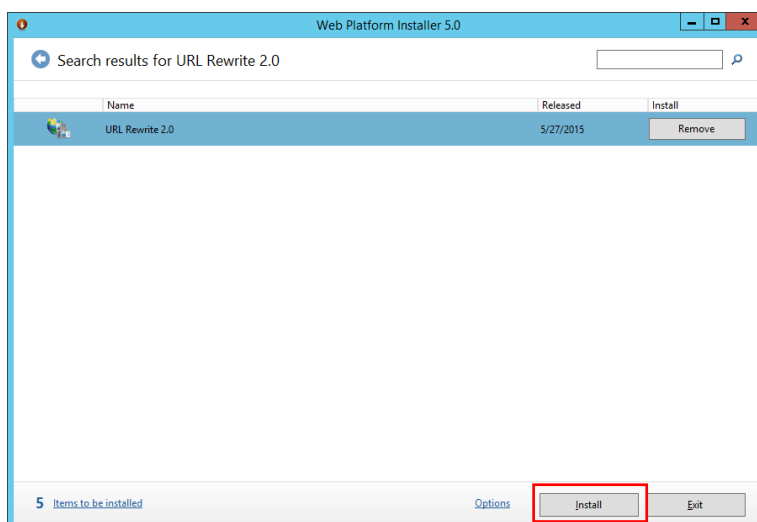 Web Platform Installer 5.0
Search results for URL Rewrite 2.0
Name Released Install
URL Rewrite 2.0 5/27/2015 Remove
5 Items to be installed Options Install Exit